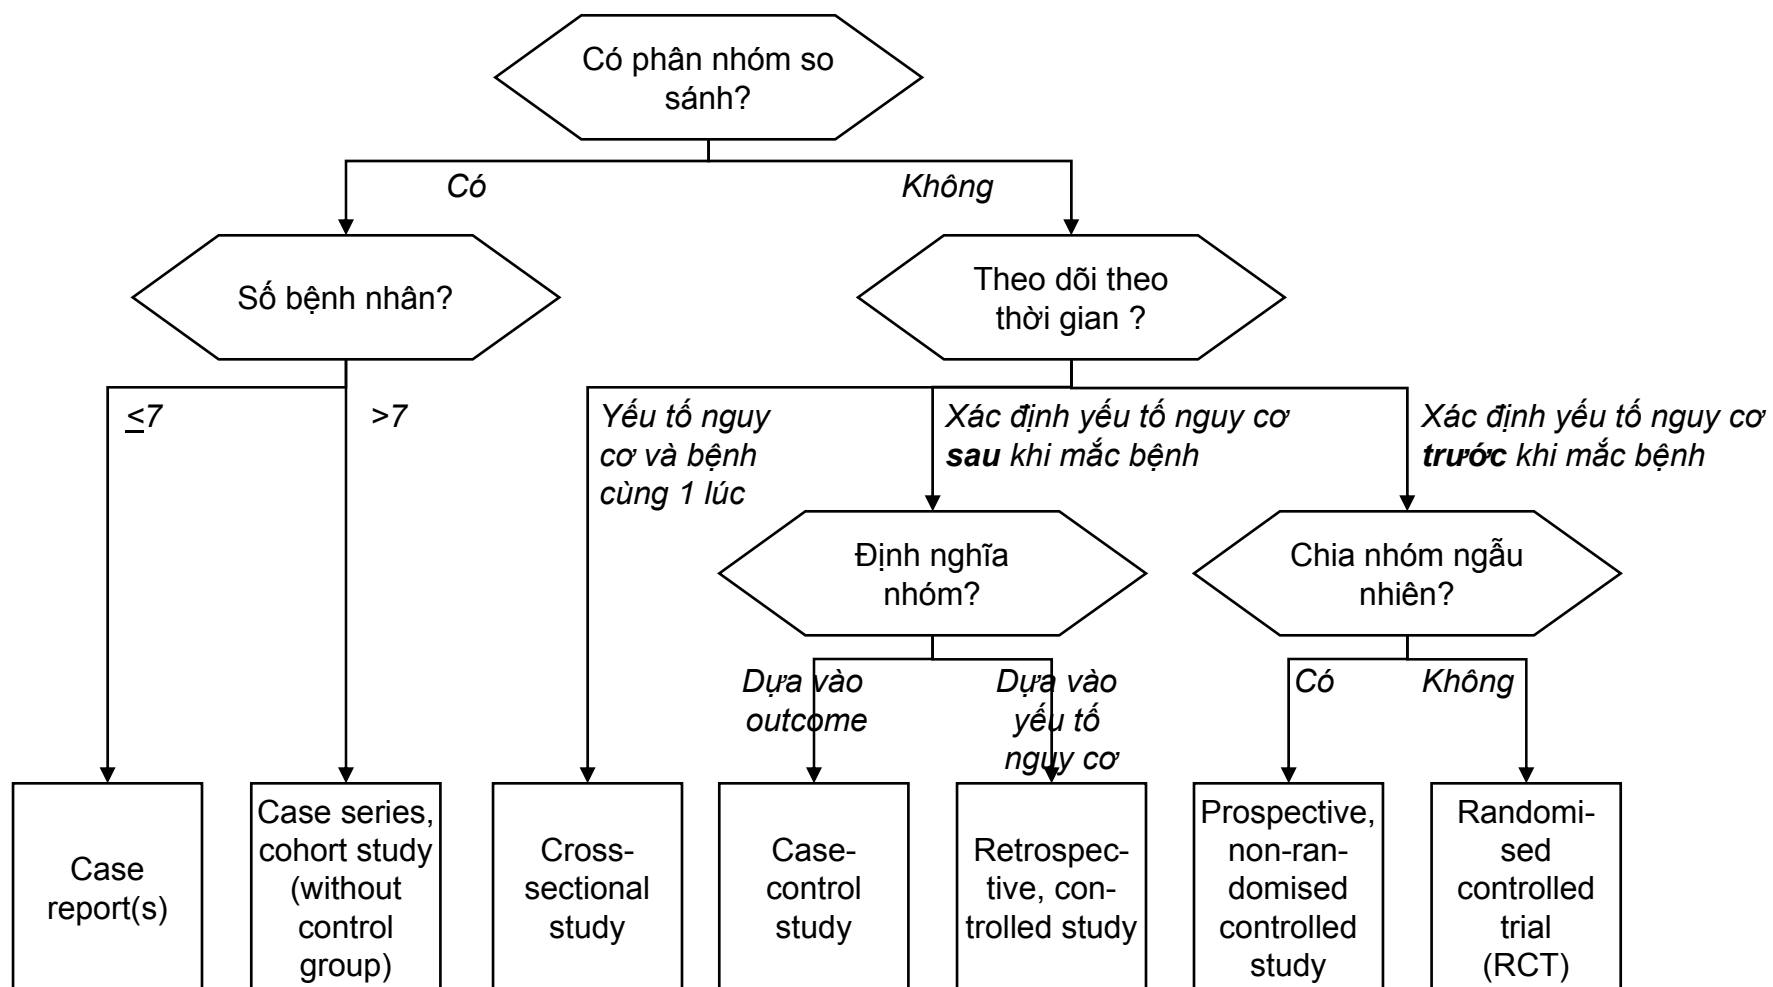 Có phân nhóm so
sánh?
Có
Không
Số bệnh nhân?
Theo dõi theo
thời gian ?
≤7
>7
Yếu tố nguy
cơ và bệnh
cùng 1 lúc
Xác định yếu tố nguy cơ
sau khi mắc bệnh
Xác định yếu tố nguy cơ
trước khi mắc bệnh
Định nghĩa
nhóm?
Chia nhóm ngẫu
nhiên?
Dựa vào
outcome
Dựa vào
yếu tố
nguy cơ
Có
Không
Case
report(s)
Case series,
cohort study
(without
control
group)
Cross-
sectional
study
Case-
control
study
Retrospec-
tive, con-
trolled study
Prospective,
non-ran-
domised
controlled
study
Randomi-
sed
controlled
trial
(RCT)